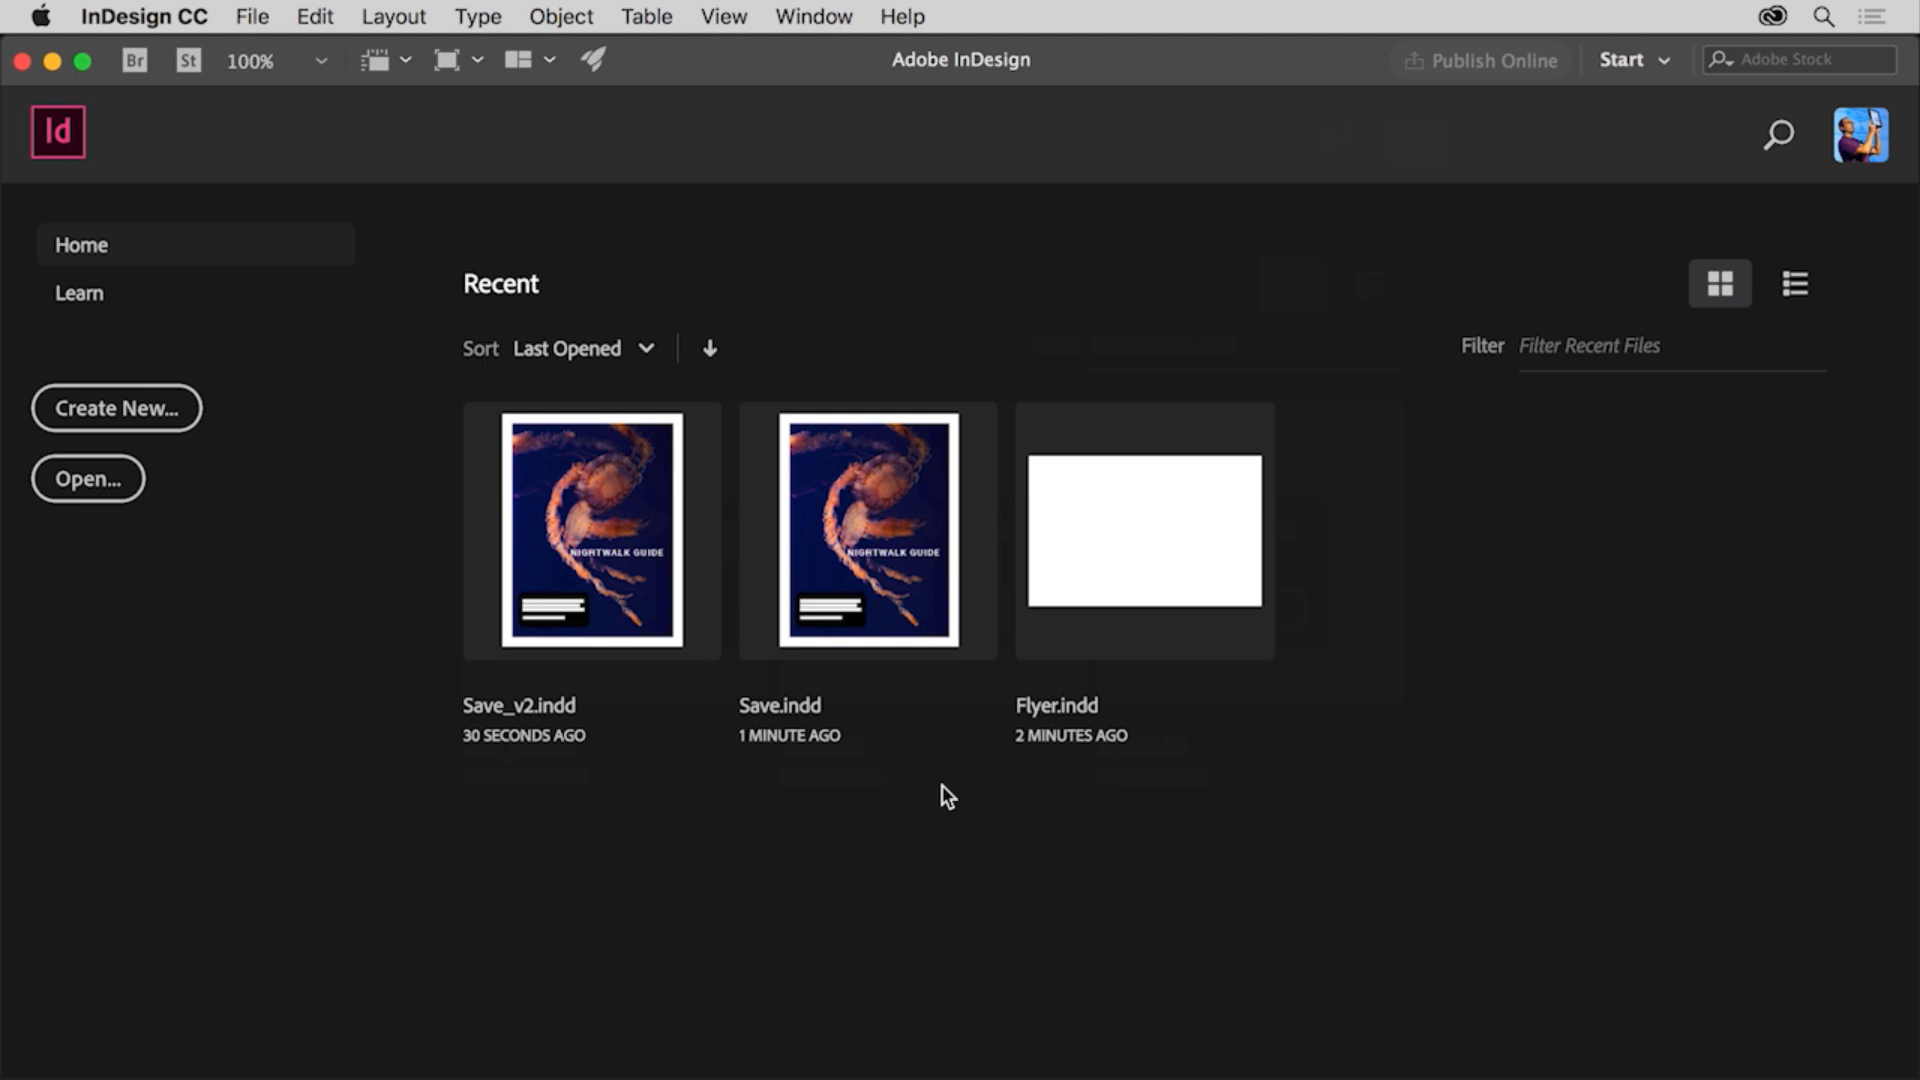 InDesign CC File Edit Layout Type Object Table View Window Help
Br St 100% Adobe InDesign Publish Online Start Adobe Stock
Id
Home
Learn
Recent
Sort Last Opened
Filter Filter Recent Files
Create New...
Open...
NIGHTWALK GUIDE
NIGHTWALK GUIDE
Save_v2.indd
30 SECONDS AGO
Save.indd
1 MINUTE AGO
Flyer.indd
2 MINUTES AGO